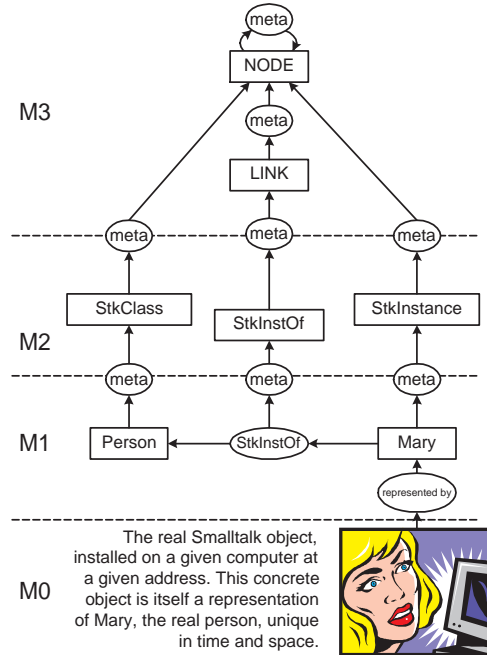 meta
NODE
M3
meta
LINK
meta
meta
meta
StkClass
StkInstOf
StkInstance
M2
meta
meta
meta
M1
Person
StkInstOf
Mary
represented by
The real Smalltalk object,
installed on a given computer at
a given address. This concrete
M0
object is itself a representation
of Mary, the real person, unique
in time and space.